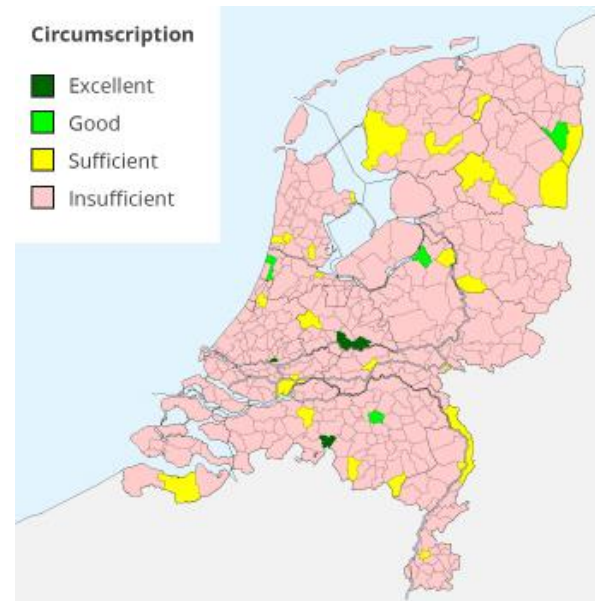 Circumscription
Excellent
Good
Sufficient
Insufficient